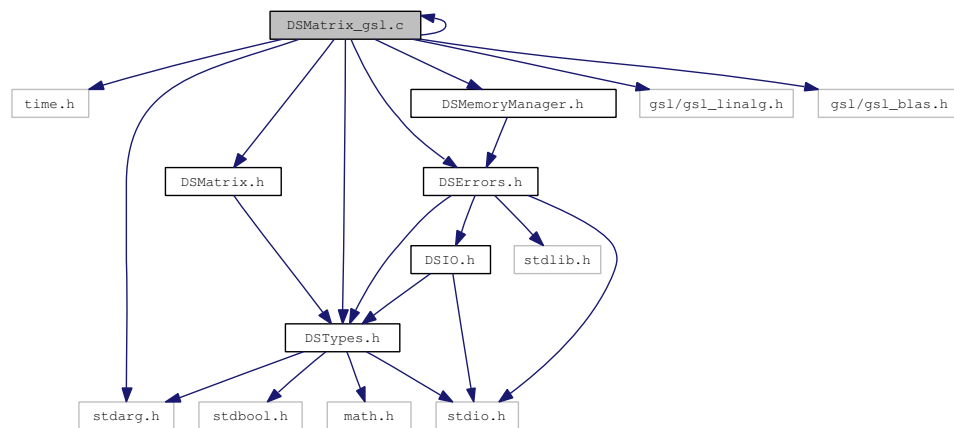 DSMatrix_gsl.c
time.h
DSMemoryManager.h
gsl/gsl_linalg.h
gsl/gsl_blas.h
DSMatrix.h
DSErrors.h
DSIO.h
stdlib.h
DSTypes.h
stdarg.h
stdbool.h
math.h
stdio.h